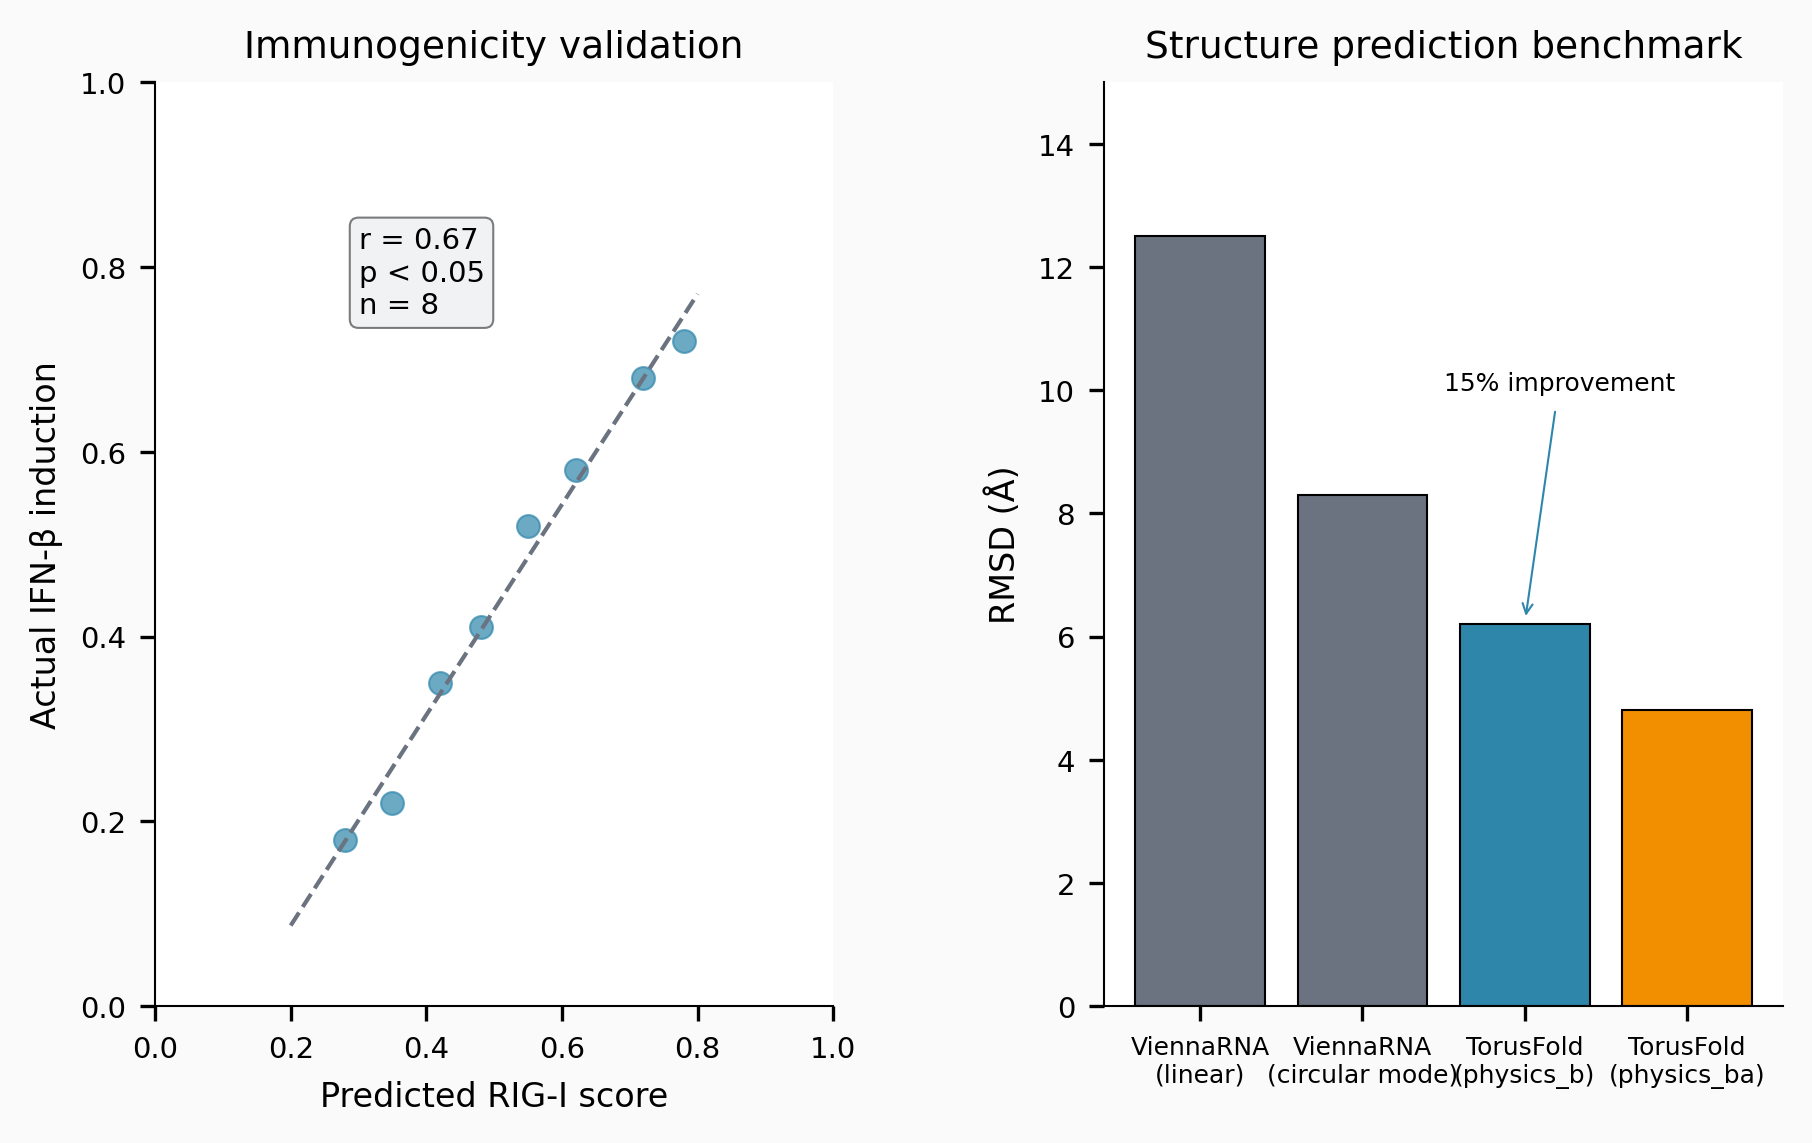 Immunogenicity validation
1.0
0.8
0.6
0.4
0.2
0.0
Actual IFN-β induction
r = 0.67
p < 0.05
n = 8
0.0 0.2 0.4 0.6 0.8 1.0
Predicted RIG-I score
Structure prediction benchmark
14
12
10
8
6
4
2
0
RMSD (Å)
15% improvement
ViennaRNA
(linear)
ViennaRNA
(circular mode)
TorusFold
(physics_b)
TorusFold
(physics_ba)